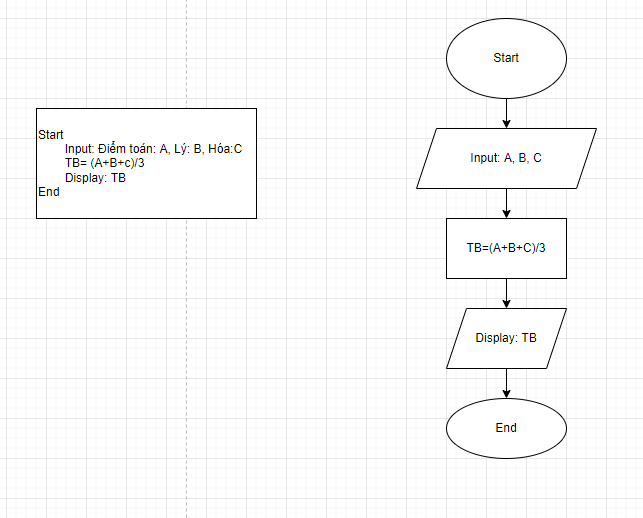 Start
Input: Điểm toán: A, Lý: B, Hóa:C
TB= (A+B+c)/3
Display: TB
End
Start
Input: A, B, C
TB=(A+B+C)/3
Display: TB
End